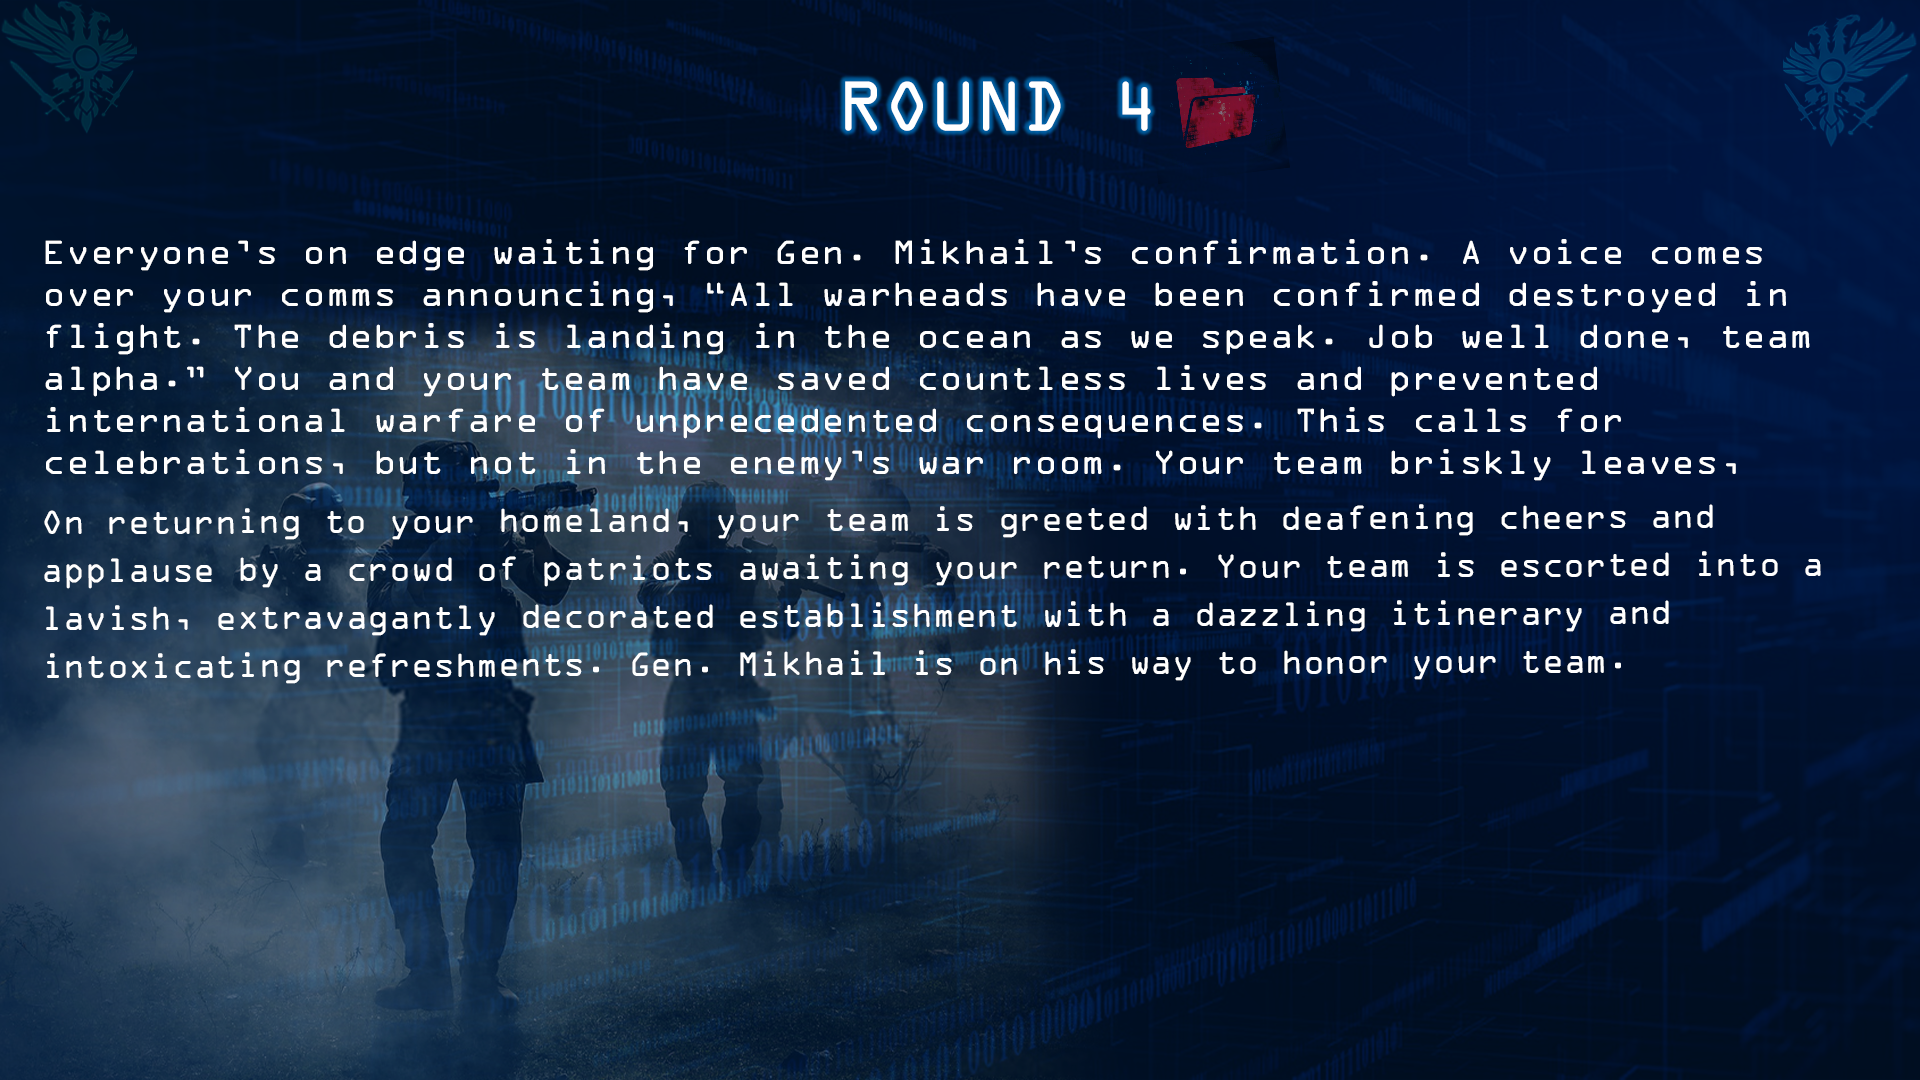 ROUND 4
Everyone's on edge waiting for Gen. Mikhail's confirmation. A voice comes
over your comms announcing, “All warheads have been confirmed destroyed in
flight. The debris is landing in the ocean as we speak. Job well done, team
alpha.” You and your team have saved countless lives and prevented
international warfare of unprecedented consequences. This calls for
celebrations, but not in the enemy's war room. Your team briskly leaves,
On returning to your homeland, your team is greeted with deafening cheers and
applause by a crowd of patriots awaiting your return. Your team is escorted into a
lavish, extravagantly decorated establishment with a dazzling itinerary and
intoxicating refreshments. Gen. Mikhail is on his way to honor your team.